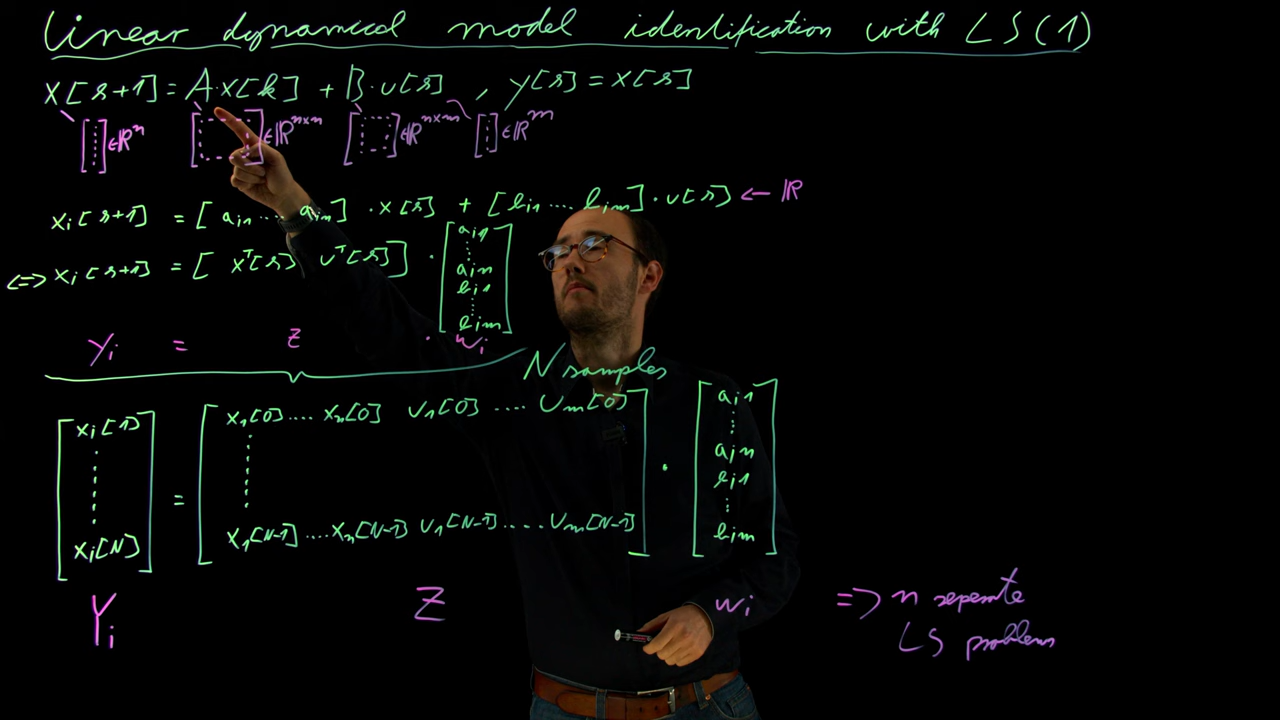 linear dynamical model identification with LS(1)
x[k+1] = A·x[k] + B·u[k] , y[k] = x[k]
[⋮] ∈ ℝⁿ [ ] ∈ ℝⁿˣⁿ [ ] ∈ ℝⁿˣᵐ [⋮] ∈ ℝᵐ
xᵢ[k+1] = [aᵢ₁ .... aᵢₙ] · x[k] + [bᵢ₁ .... bᵢₘ] · u[k] ← ℝ
<=> xᵢ[k+1] = [xᵀ[k] uᵀ[k]] · [aᵢ₁ ⋮ aᵢₙ bᵢ₁ ⋮ bᵢₘ]
yᵢ = z · wᵢ
N samples
[xᵢ[1] ⋮ xᵢ[N]] = [x₁[0] .... xₙ[0] u₁[0] .... uₘ[0] ⋮ x₁[N-1] .... xₙ[N-1] u₁[N-1] .... uₘ[N-1]] · [aᵢ₁ ⋮ aᵢₙ bᵢ₁ ⋮ bᵢₘ]
Yᵢ Z wᵢ => n seperate
LS problems